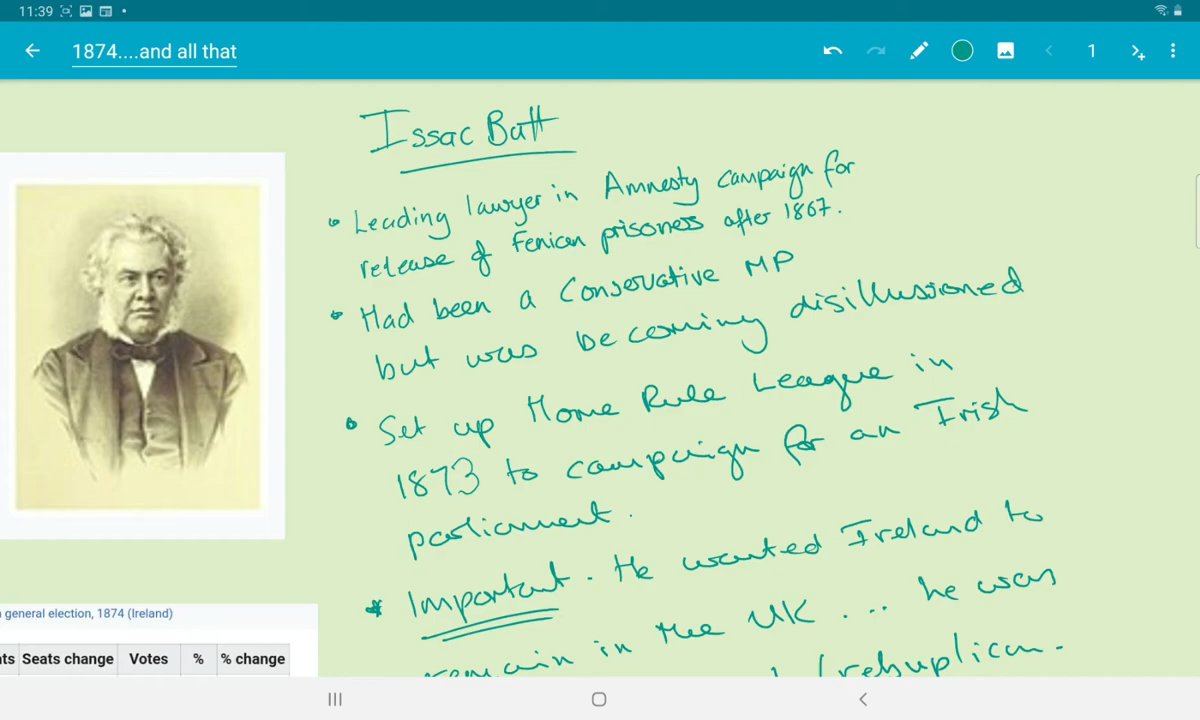 11:39
1874....and all that
1
Issac Butt
• Leading lawyer in Amnesty campaign for
release of Fenian prisoners after 1867.
• Had been a Conservative MP
but was becoming disillusioned
• Set up Home Rule League in
1873 to campaign for an Irish
parliament.
* Important. He wanted Ireland to
remain in the UK ... he was
/rebuplican.
general election, 1874 (Ireland)
ts Seats change Votes % % change